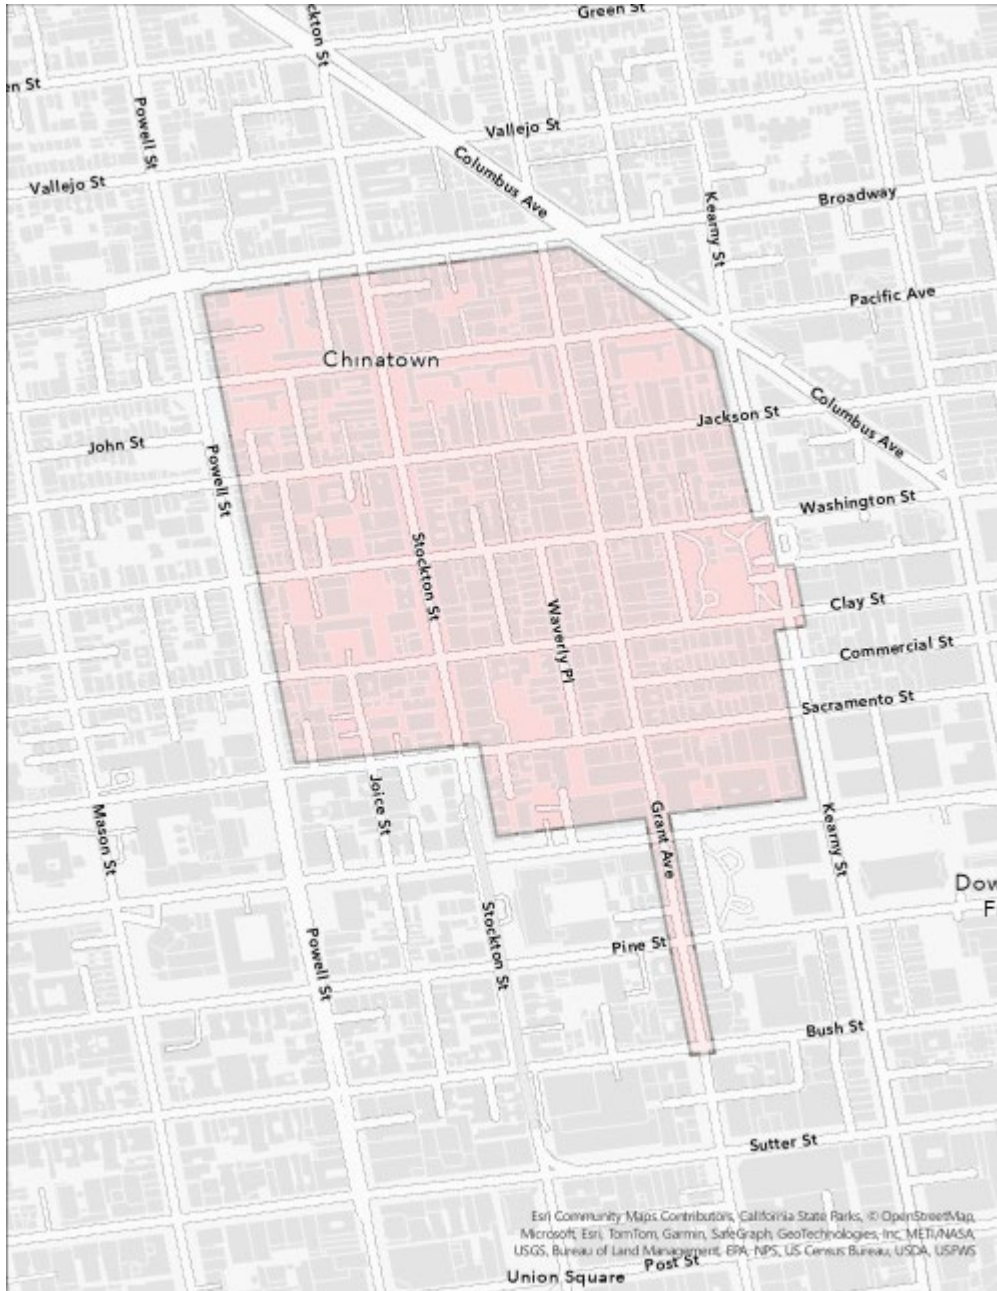 ckton St
Green St
en St
Powell St
Vallejo St
Columbus Ave
Vallejo St
Broadway
Kearny St
Pacific Ave
Chinatown
Jackson St
Columbus Ave
John St
Powell St
Washington St
Stockton St
Waverly Pl
Clay St
Commercial St
Sacramento St
Joice St
Mason St
Grant Ave
Kearny St
Dow
F
Stockton St
Powell St
Pine St
Bush St
Sutter St
Esri Community Maps Contributors, California State Parks, © OpenStreetMap,
Microsoft, Esri, TomTom, Garmin, SafeGraph, GeoTechnologies, Inc, METI/NASA,
USGS, Bureau of Land Management, EPA, NPS, US Census Bureau, USDA, USFWS
Post St
Union Square